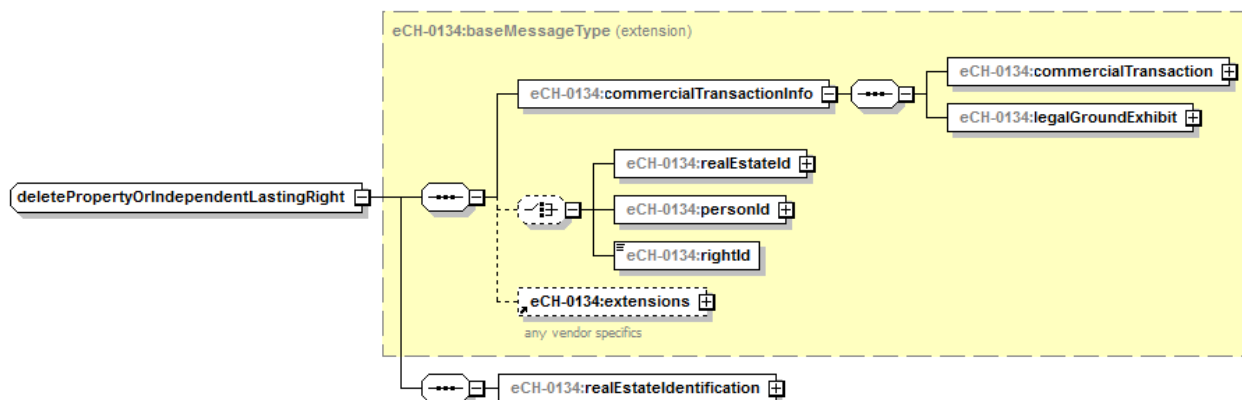 eCH-0134:baseMessageType (extension)
eCH-0134:commercialTransactionInfo
eCH-0134:commercialTransaction
eCH-0134:legalGroundExhibit
deletePropertyOrIndependentLastingRight
eCH-0134:realEstateId
eCH-0134:personId
eCH-0134:rightId
eCH-0134:extensions
any vendor specifics
eCH-0134:realEstateIdentification